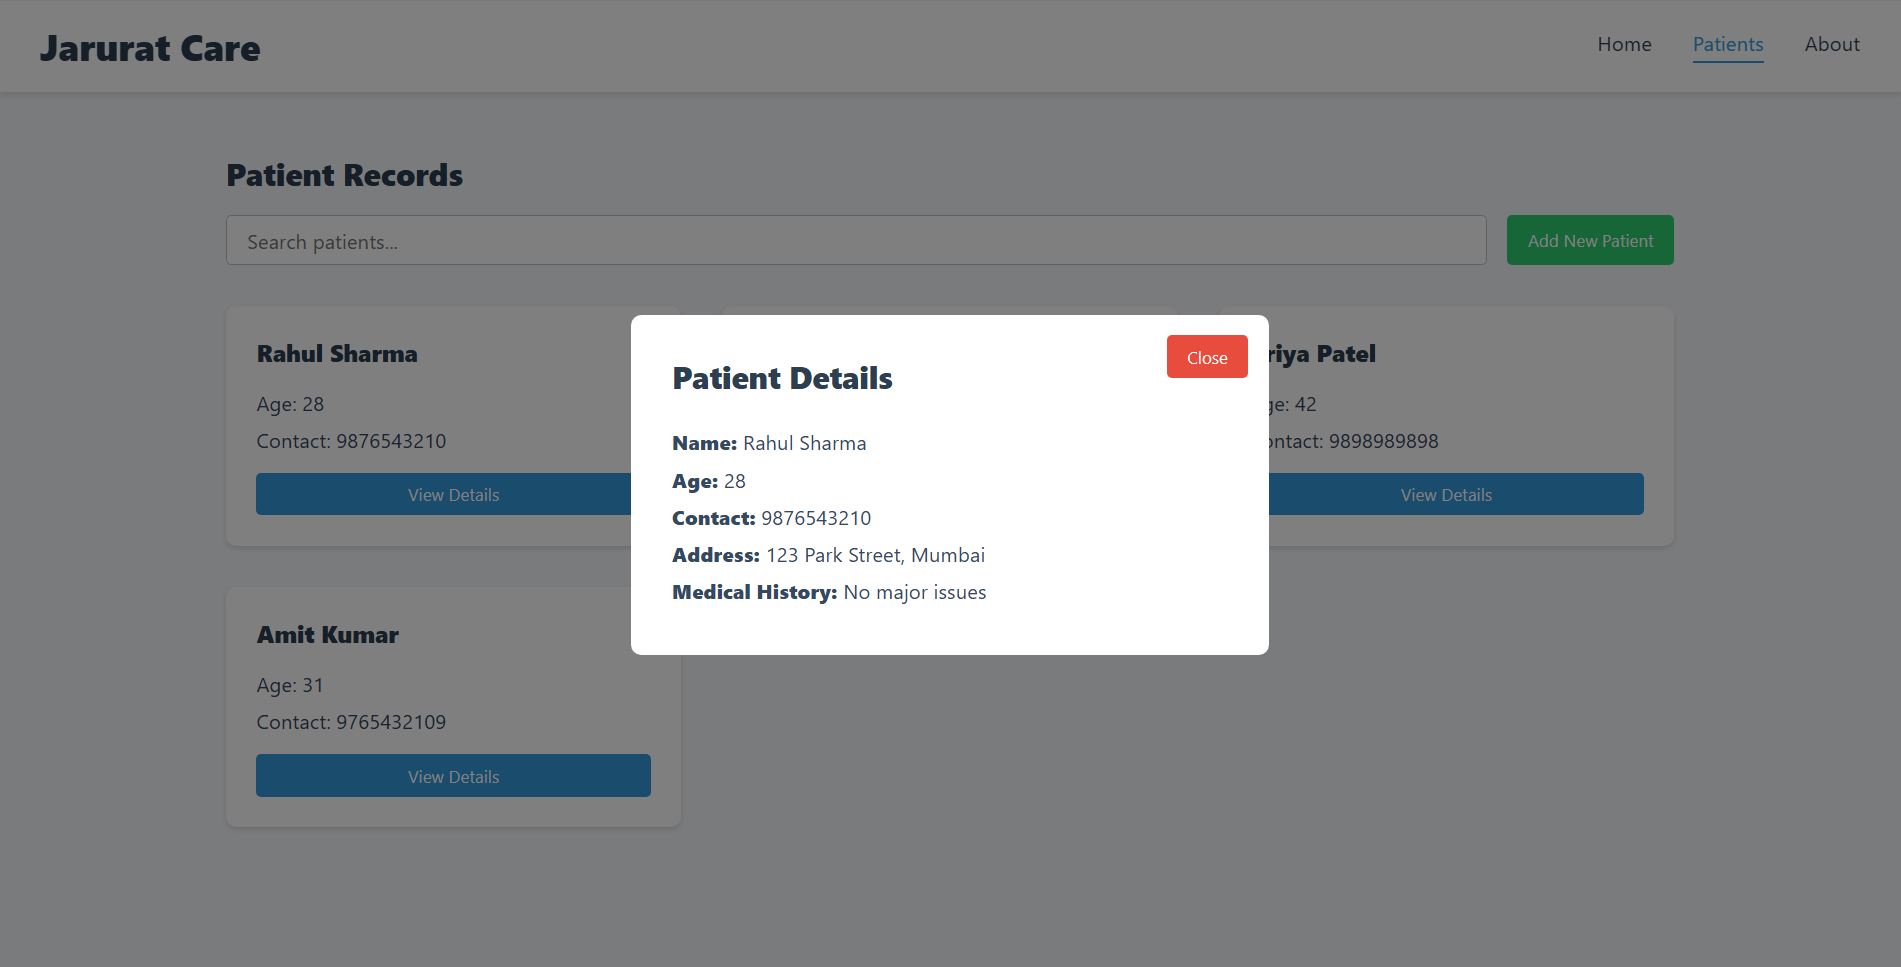 Jarurat Care
Home Patients About
Patient Records
Search patients...
Add New Patient
Rahul Sharma
Age: 28
Contact: 9876543210
View Details
Patient Details
Close
Name: Rahul Sharma
Age: 28
Contact: 9876543210
Address: 123 Park Street, Mumbai
Medical History: No major issues
riya Patel
ge: 42
ontact: 9898989898
View Details
Amit Kumar
Age: 31
Contact: 9765432109
View Details